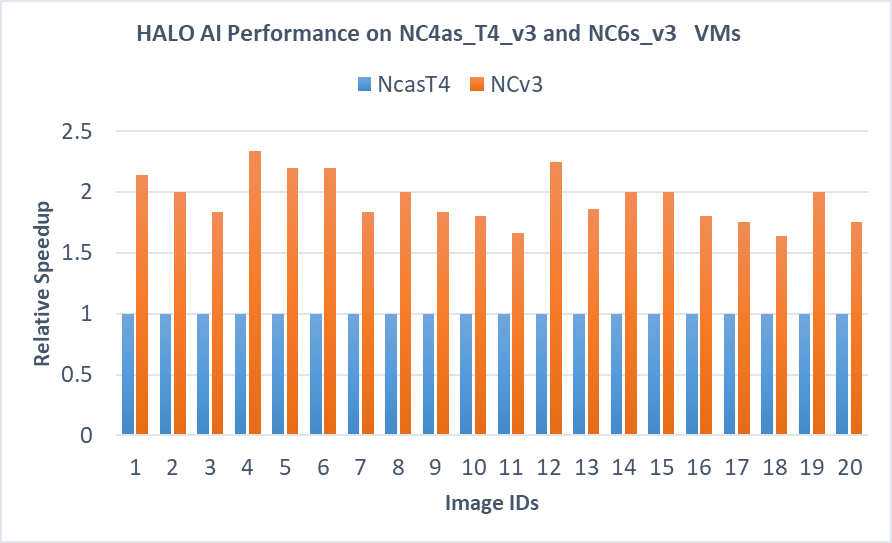 HALO AI Performance on NC4as_T4_v3 and NC6s_v3 VMs
NcasT4 NCv3
2.5
2
1.5
1
0.5
0
Relative Speedup
1 2 3 4 5 6 7 8 9 10 11 12 13 14 15 16 17 18 19 20
Image IDs